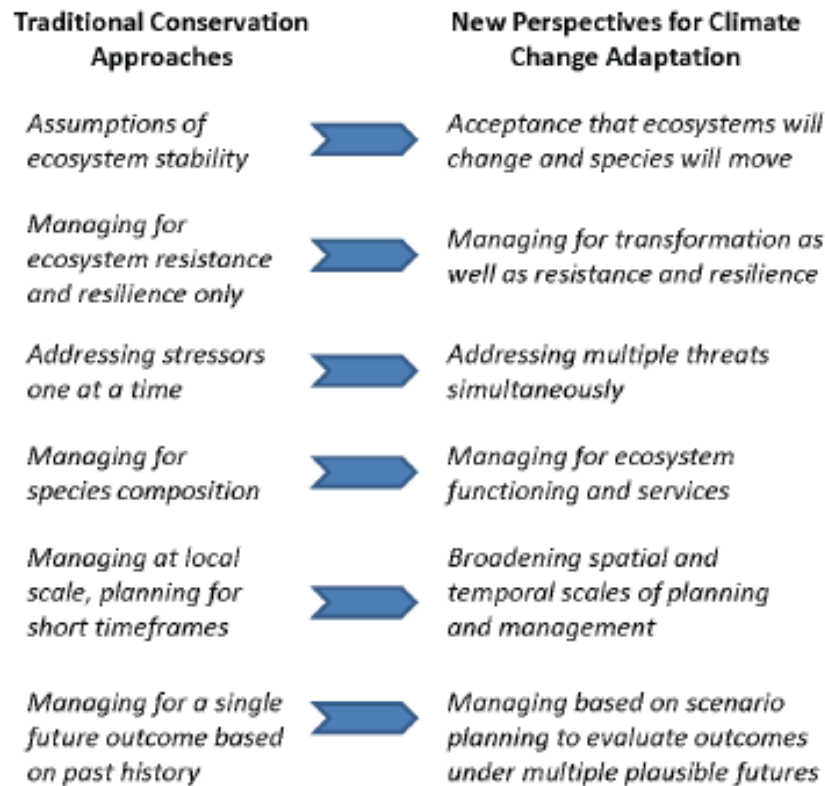 Traditional Conservation
Approaches
New Perspectives for Climate
Change Adaptation
Assumptions of
ecosystem stability
Acceptance that ecosystems will
change and species will move
Managing for
ecosystem resistance
and resilience only
Managing for transformation as
well as resistance and resilience
Addressing stressors
one at a time
Addressing multiple threats
simultaneously
Managing for
species composition
Managing for ecosystem
functioning and services
Managing at local
scale, planning for
short timeframes
Broadening spatial and
temporal scales of planning
and management
Managing for a single
future outcome based
on past history
Managing based on scenario
planning to evaluate outcomes
under multiple plausible futures